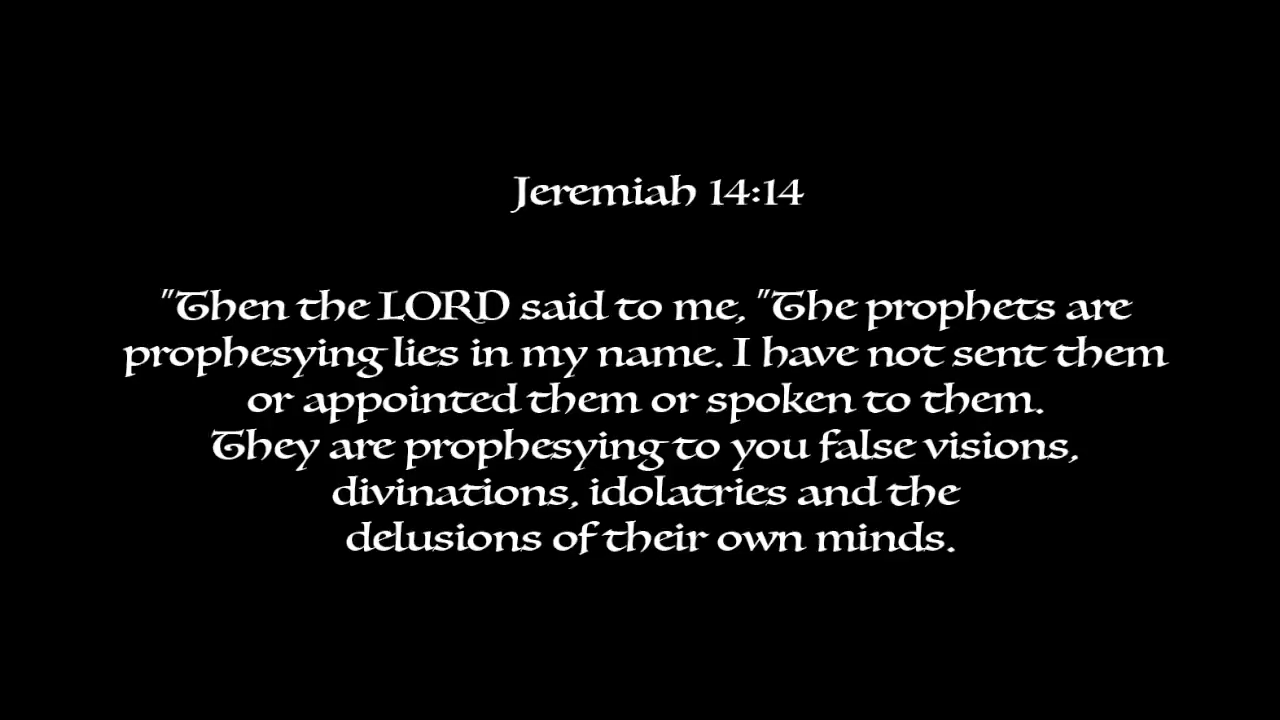 Jeremiah 14:14
"Then the LORD said to me, "The prophets are
prophesying lies in my name. I have not sent them
or appointed them or spoken to them.
They are prophesying to you false visions,
divinations, idolatries and the
delusions of their own minds.